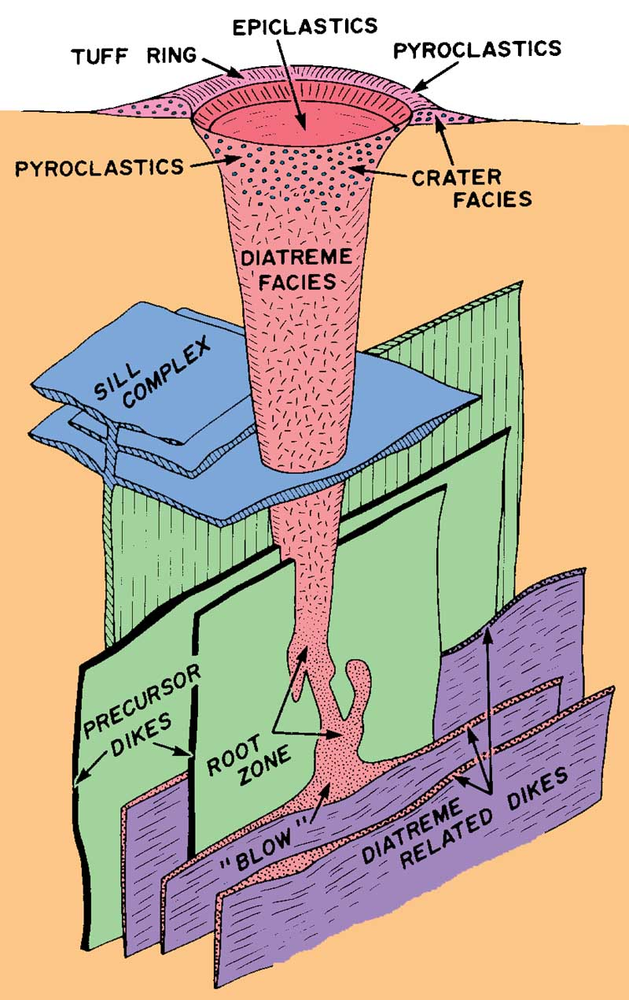 EPICLASTICS
TUFF RING
PYROCLASTICS
PYROCLASTICS
CRATER
FACIES
DIATREME
FACIES
SILL
COMPLEX
PRECURSOR
DIKES
ROOT
ZONE
"BLOW"
DIATREME
RELATED DIKES